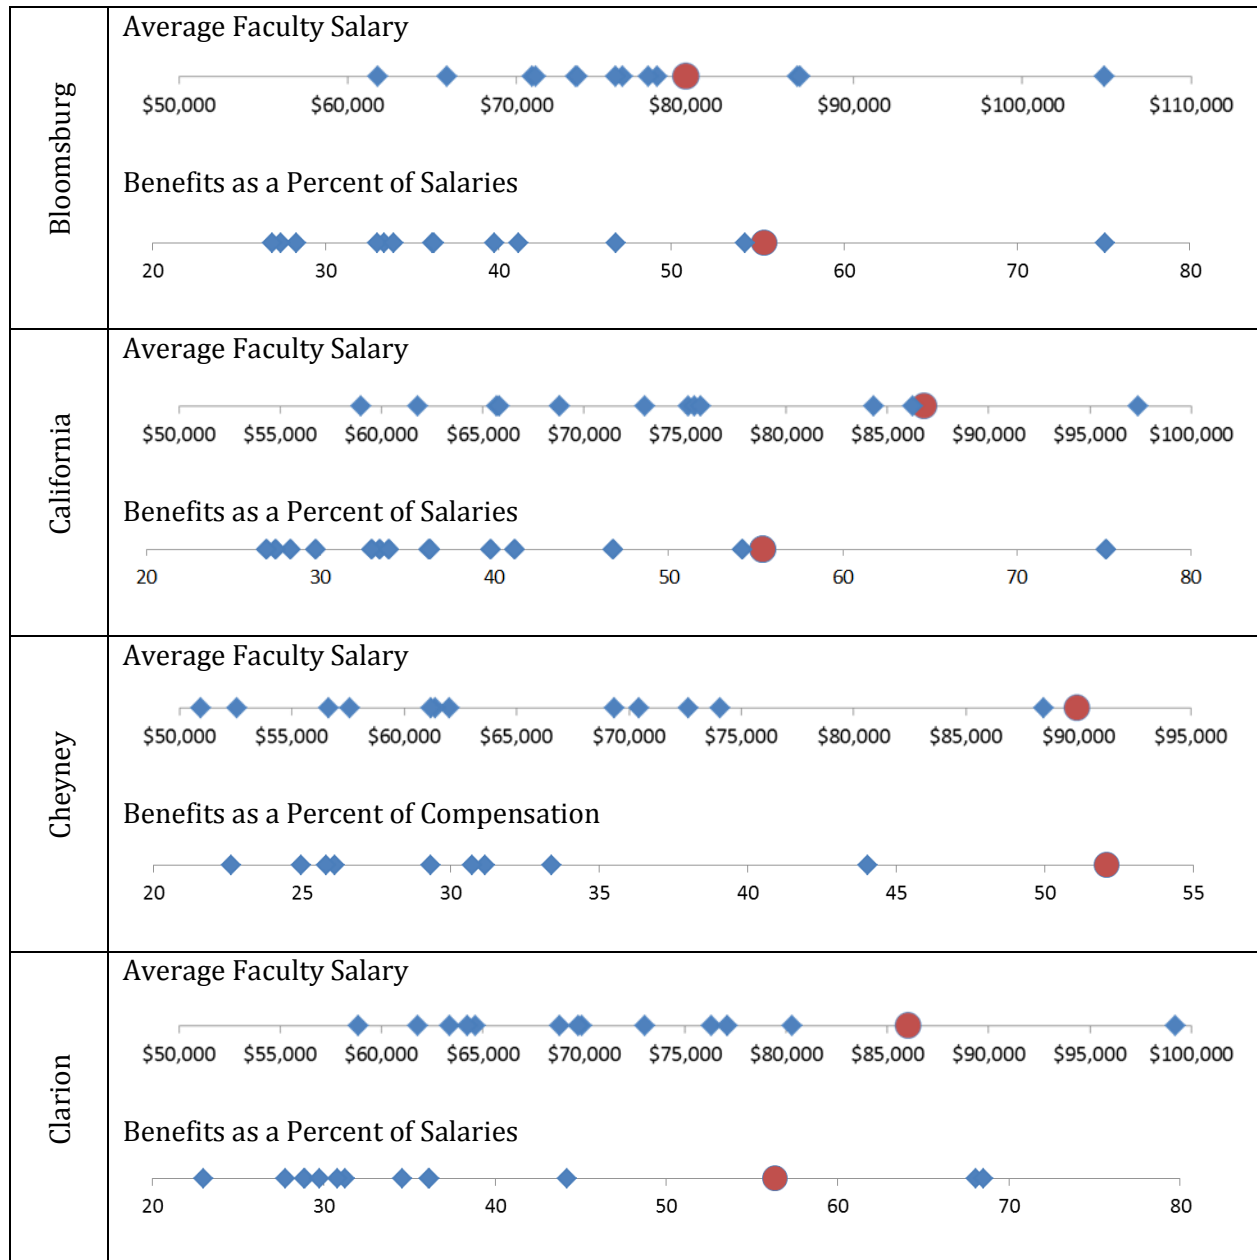 Bloomsburg
Average Faculty Salary
$50,000 $60,000 $70,000 $80,000 $90,000 $100,000 $110,000
Benefits as a Percent of Salaries
20 30 40 50 60 70 80
California
Average Faculty Salary
$50,000 $55,000 $60,000 $65,000 $70,000 $75,000 $80,000 $85,000 $90,000 $95,000 $100,000
Benefits as a Percent of Salaries
20 30 40 50 60 70 80
Cheyney
Average Faculty Salary
$50,000 $55,000 $60,000 $65,000 $70,000 $75,000 $80,000 $85,000 $90,000 $95,000
Benefits as a Percent of Compensation
20 25 30 35 40 45 50 55
Clarion
Average Faculty Salary
$50,000 $55,000 $60,000 $65,000 $70,000 $75,000 $80,000 $85,000 $90,000 $95,000 $100,000
Benefits as a Percent of Salaries
20 30 40 50 60 70 80